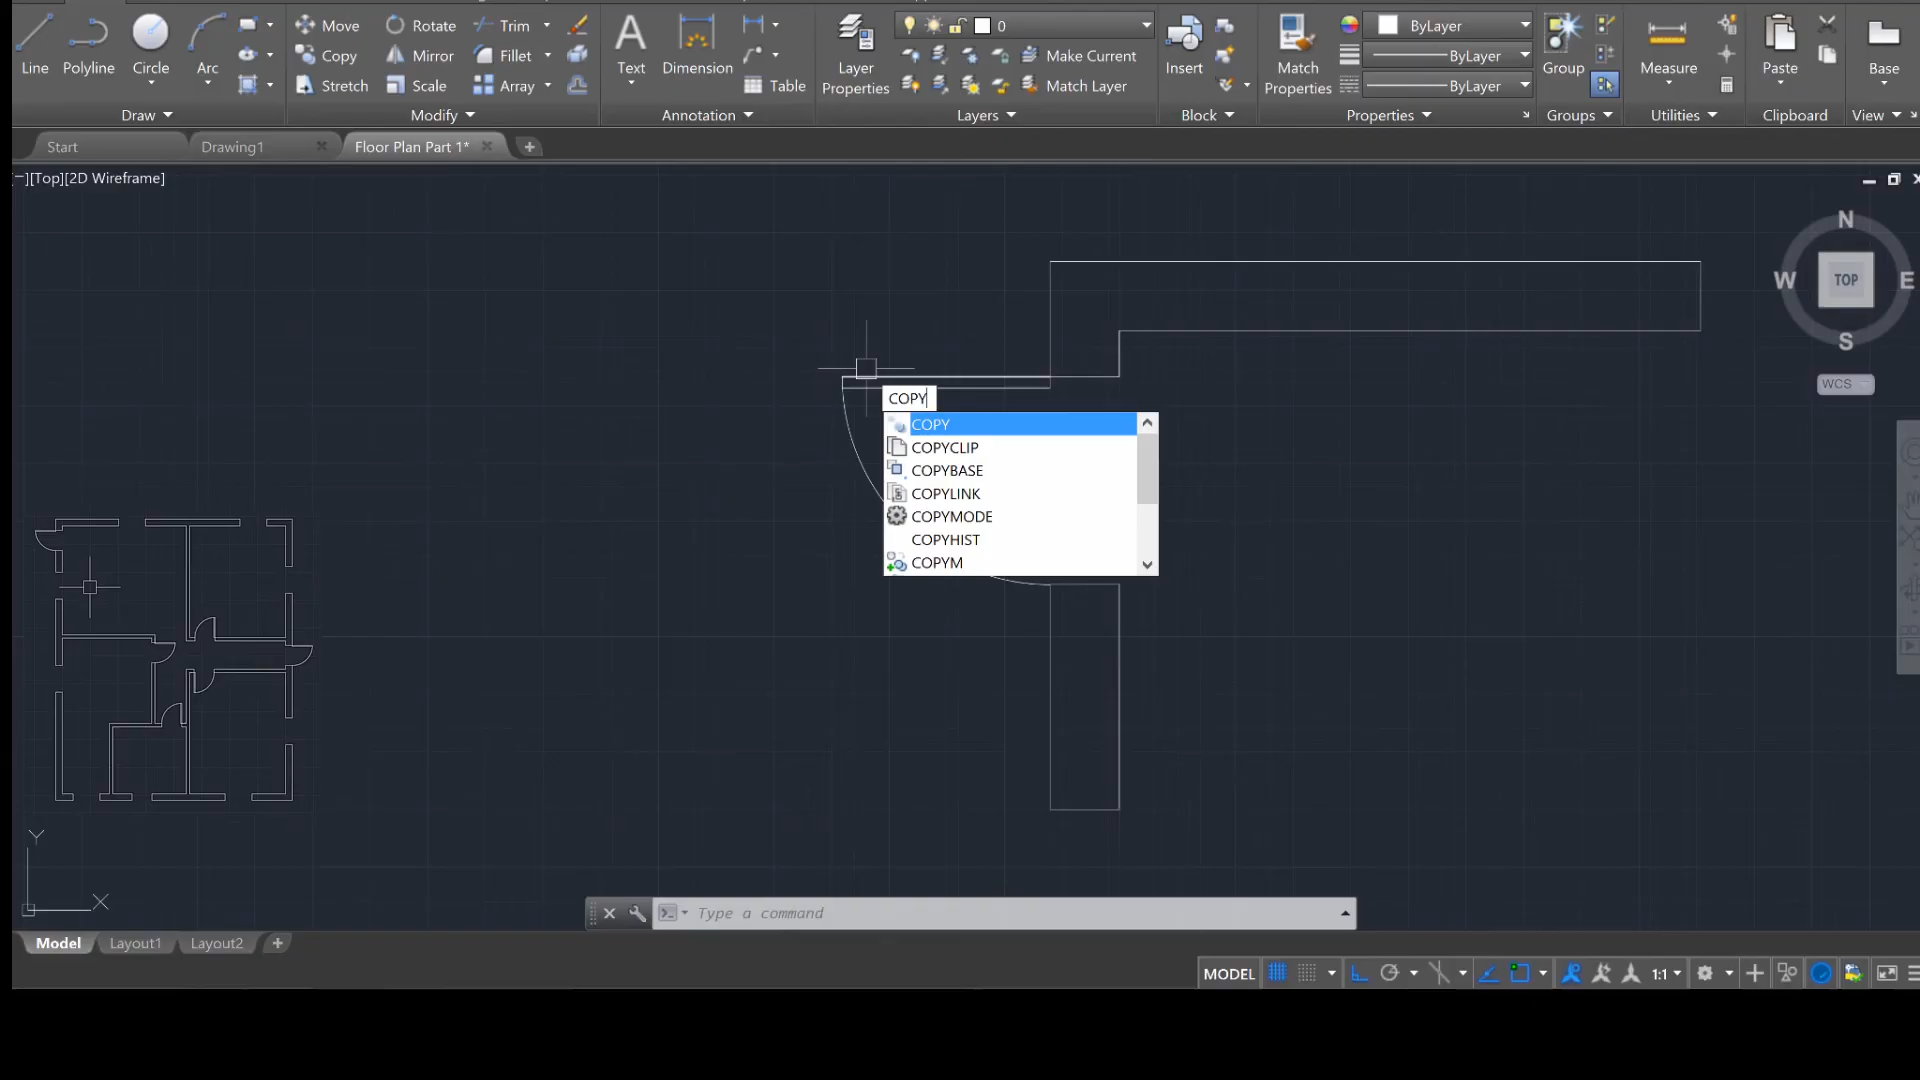 Move Rotate Trim 0 ByLayer
Line Polyline Circle Arc Copy Mirror Fillet Text Dimension Layer Properties Make Current Insert Match Properties ByLayer Group Measure Paste Base
Stretch Scale Array Table Match Layer ByLayer
Draw Modify Annotation Layers Block Properties Groups Utilities Clipboard View
Start Drawing1 Floor Plan Part 1*
[Top][2D Wireframe]
N
W TOP E
S
WCS
COPY
COPY
COPYCLIP
COPYBASE
COPYLINK
COPYMODE
COPYHIST
COPYM
Y
X
Type a command
Model Layout1 Layout2
MODEL 1:1